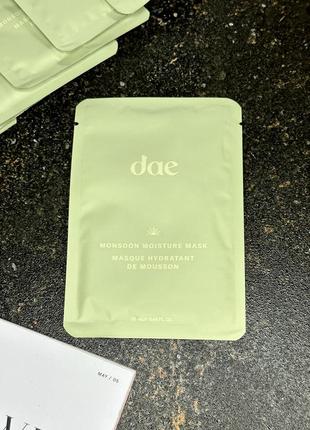 dae
MONSOON MOISTURE MASK
MASQUE HYDRATANT
DE MOUSSON
MAY / 05